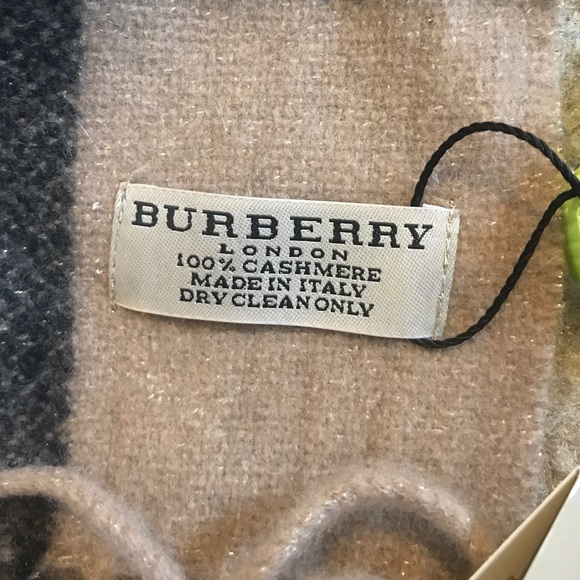 BURBERRY
LONDON
100% CASHMERE
MADE IN ITALY
DRY CLEAN ONLY